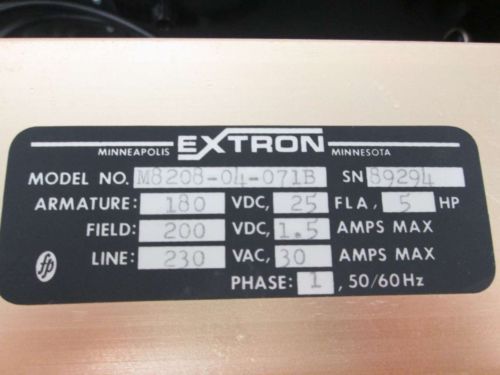 MINNEAPOLIS EXTRON MINNESOTA
MODEL NO. M8208-04-071B SN 89294
ARMATURE: 180 VDC, 25 FLA, 5 HP
FIELD: 200 VDC, 1.5 AMPS MAX
LINE: 230 VAC, 30 AMPS MAX
fp PHASE: 1, 50/60Hz